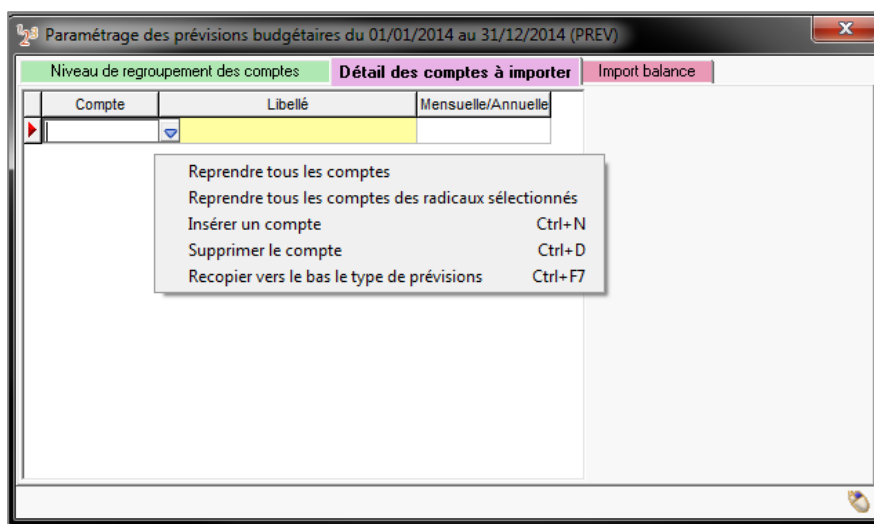 Paramétrage des prévisions budgétaires du 01/01/2014 au 31/12/2014 (PREV)
Niveau de regroupement des comptes Détail des comptes à importer Import balance
Compte Libellé Mensuelle/Annuelle
Reprendre tous les comptes
Reprendre tous les comptes des radicaux sélectionnés
Insérer un compte Ctrl+N
Supprimer le compte Ctrl+D
Recopier vers le bas le type de prévisions Ctrl+F7